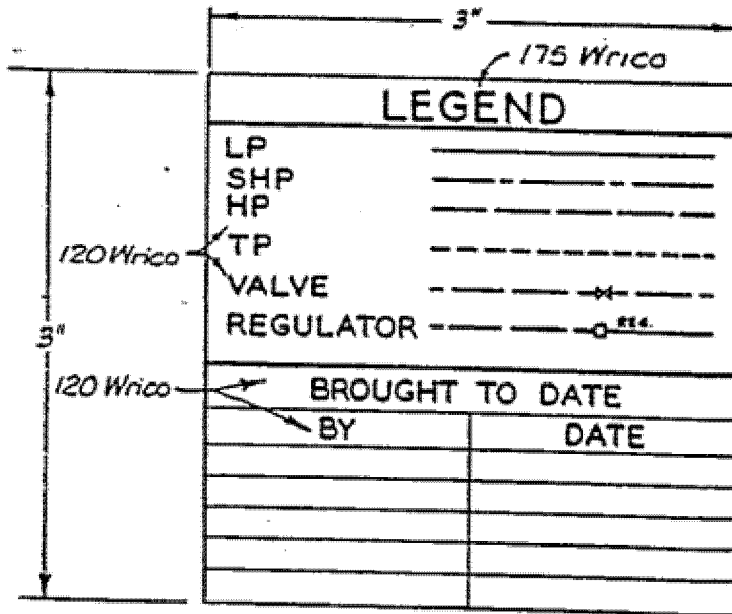 3"
175 Wrico
LEGEND
LP
SHP
HP
120 Wrico
TP
VALVE
REGULATOR REG.
3"
120 Wrico
BROUGHT TO DATE
BY DATE